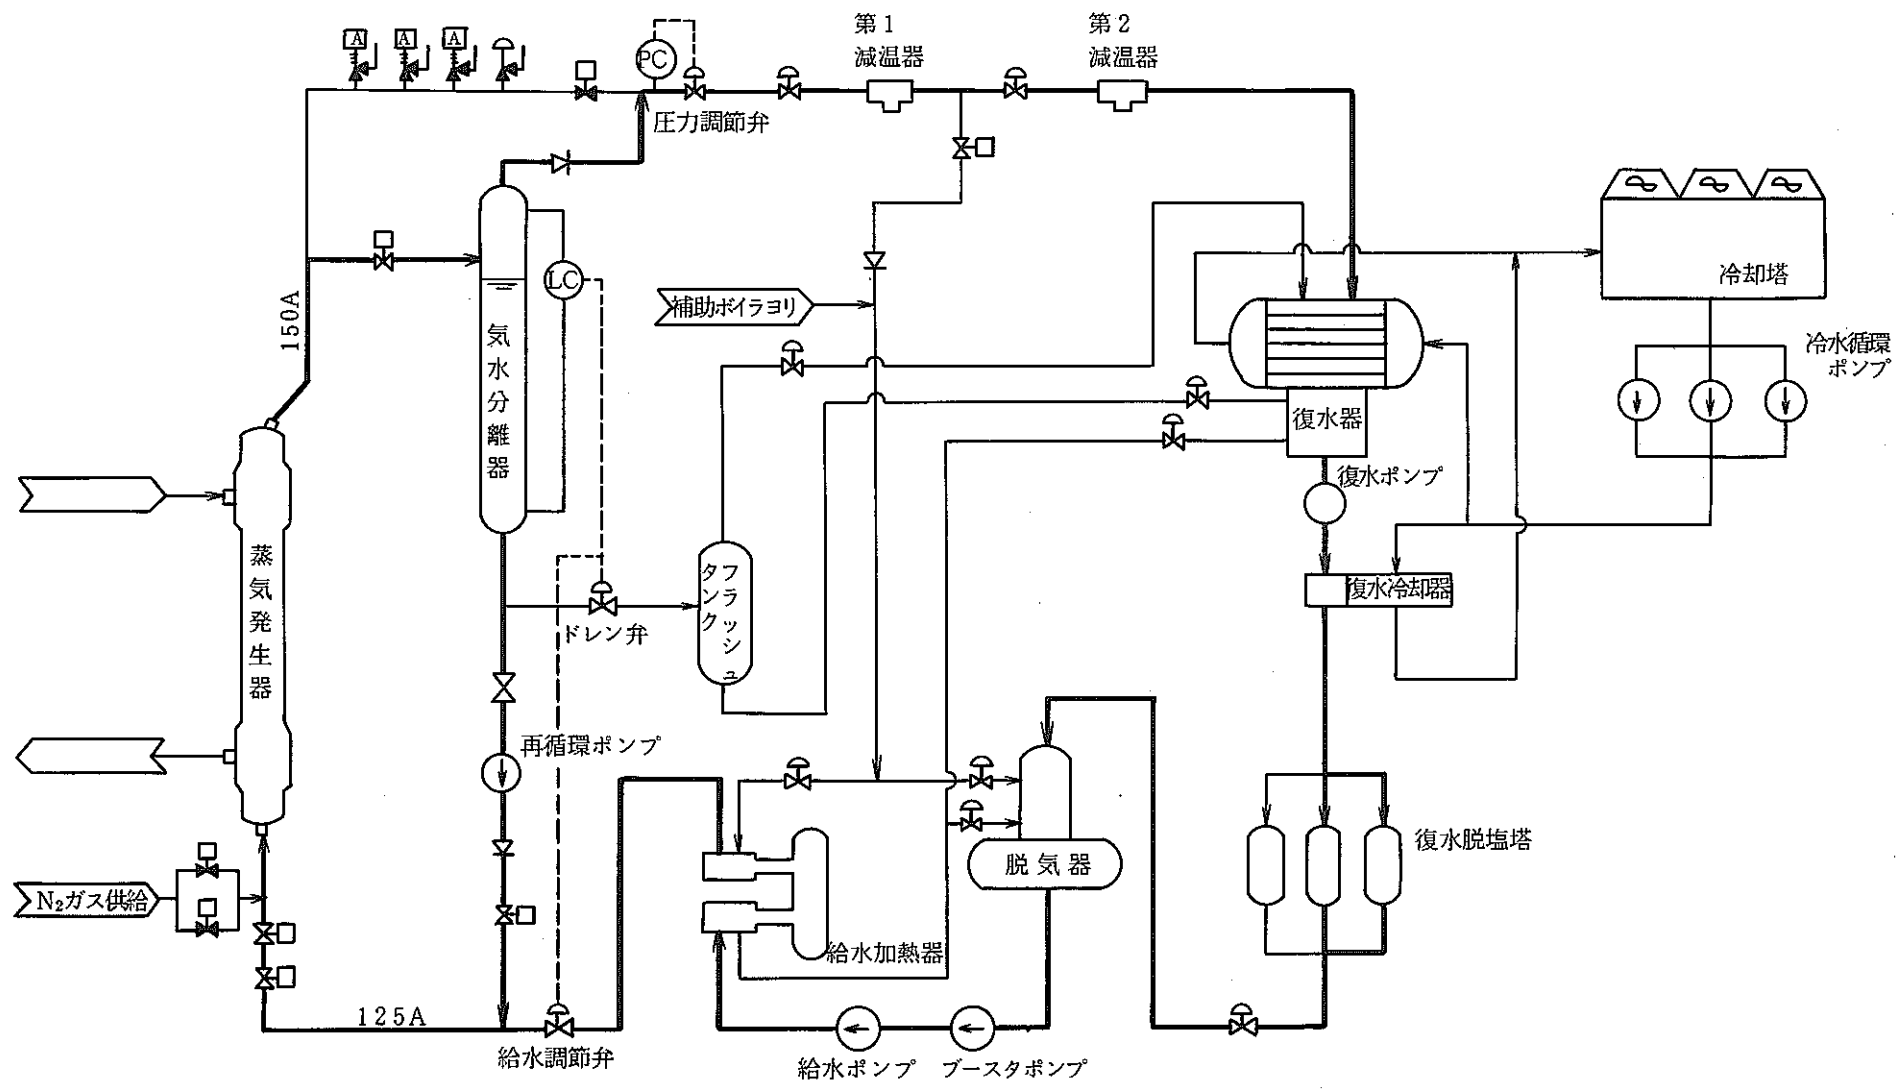 第1
減温器
第2
減温器
A
A
A
PC
圧力調節弁
LC
気水分離器
150A
補助ボイラヨリ
冷却塔
冷水循環
ポンプ
復水器
復水ポンプ
復水冷却器
蒸気発生器
フラッシュ
タンク
ドレン弁
再循環ポンプ
復水脱塩塔
脱気器
N₂ガス供給
給水加熱器
125A
給水調節弁
給水ポンプ
ブースタポンプ